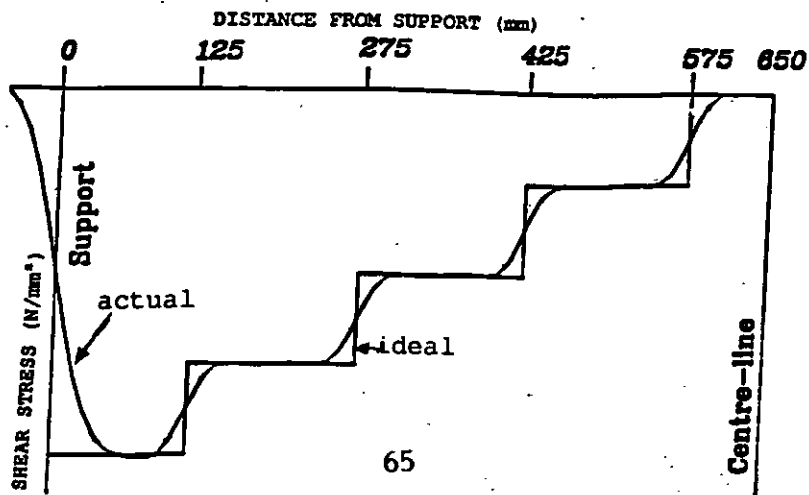 DISTANCE FROM SUPPORT (mm)
0 125 275 425 575 650
Support
SHEAR STRESS (N/mm²)
actual
ideal
Centre-line
65